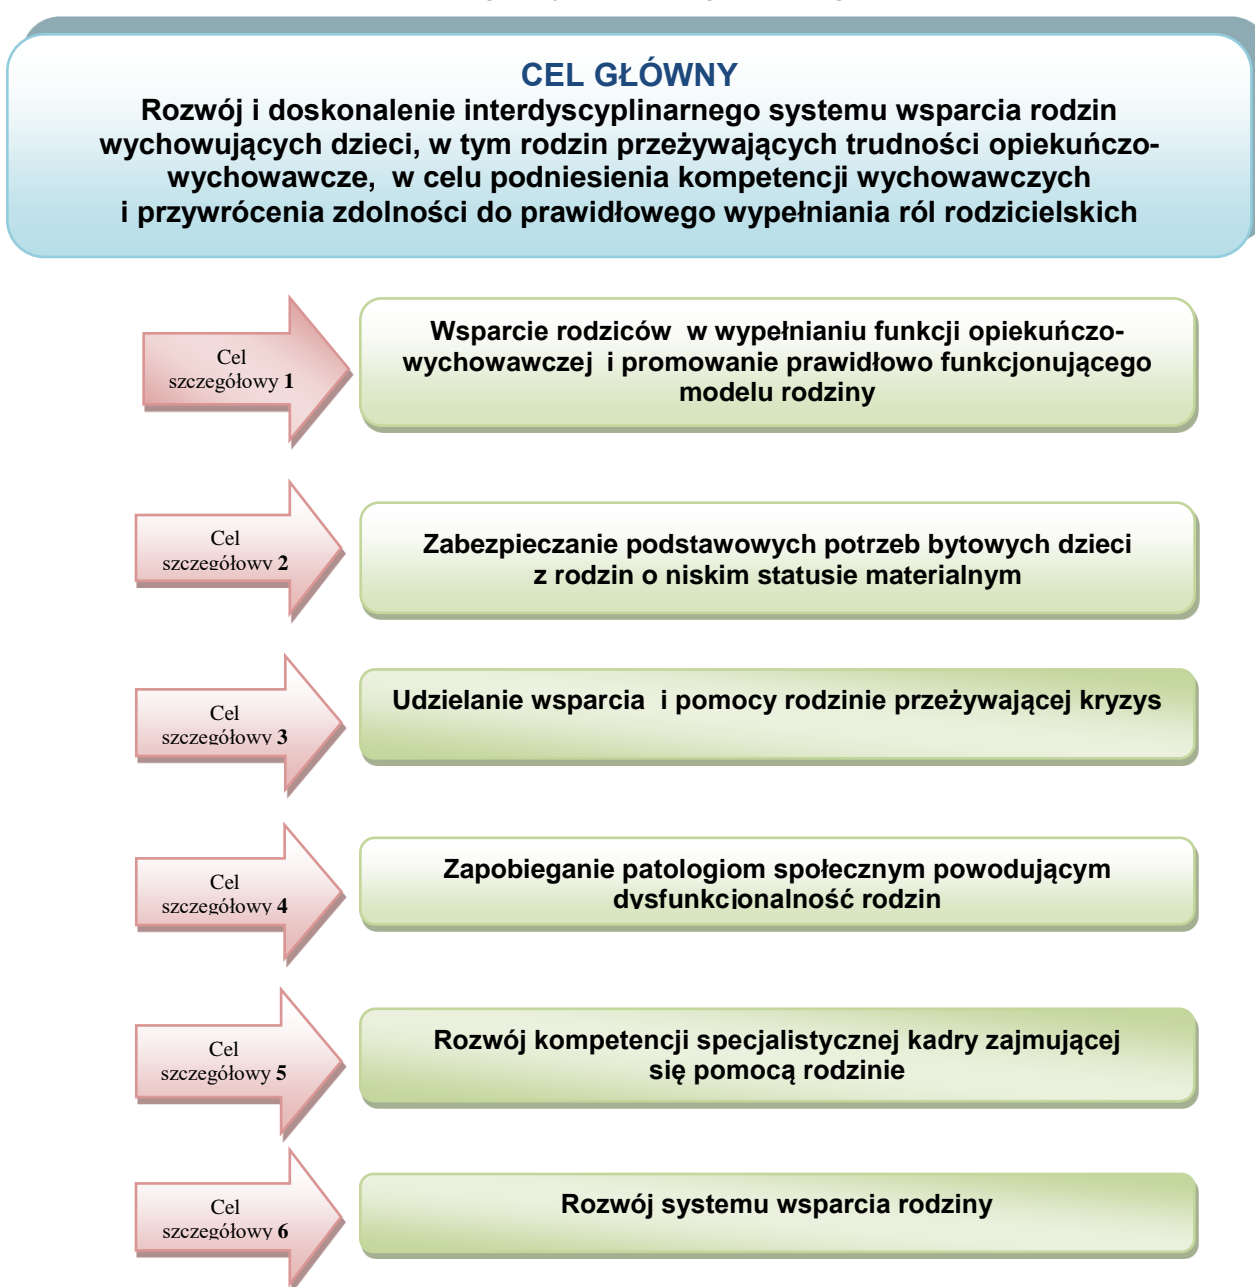 CEL GŁÓWNY
Rozwój i doskonalenie interdyscyplinarnego systemu wsparcia rodzin
wychowujących dzieci, w tym rodzin przeżywających trudności opiekuńczo-
wychowawcze, w celu podniesienia kompetencji wychowawczych
i przywrócenia zdolności do prawidłowego wypełniania ról rodzicielskich
Cel
szczegółowy 1
Wsparcie rodziców w wypełnianiu funkcji opiekuńczo-
wychowawczej i promowanie prawidłowo funkcjonującego
modelu rodziny
Cel
szczegółowy 2
Zabezpieczanie podstawowych potrzeb bytowych dzieci
z rodzin o niskim statusie materialnym
Cel
szczegółowy 3
Udzielanie wsparcia i pomocy rodzinie przeżywającej kryzys
Cel
szczegółowy 4
Zapobieganie patologiom społecznym powodującym
dysfunkcjonalność rodzin
Cel
szczegółowy 5
Rozwój kompetencji specjalistycznej kadry zajmującej
się pomocą rodzinie
Cel
szczegółowy 6
Rozwój systemu wsparcia rodziny